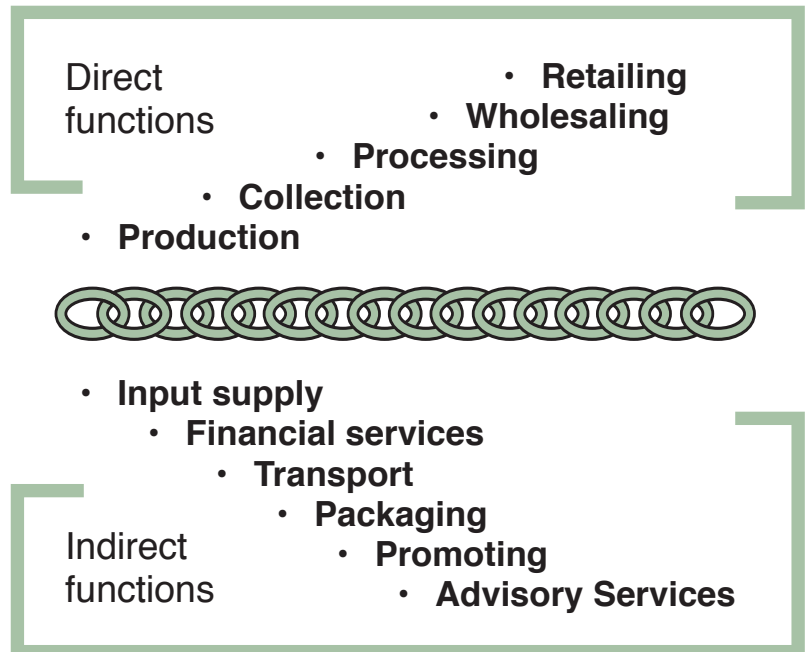 Direct
functions
• Retailing
• Wholesaling
• Processing
• Collection
• Production
• Input supply
• Financial services
• Transport
• Packaging
• Promoting
• Advisory Services
Indirect
functions